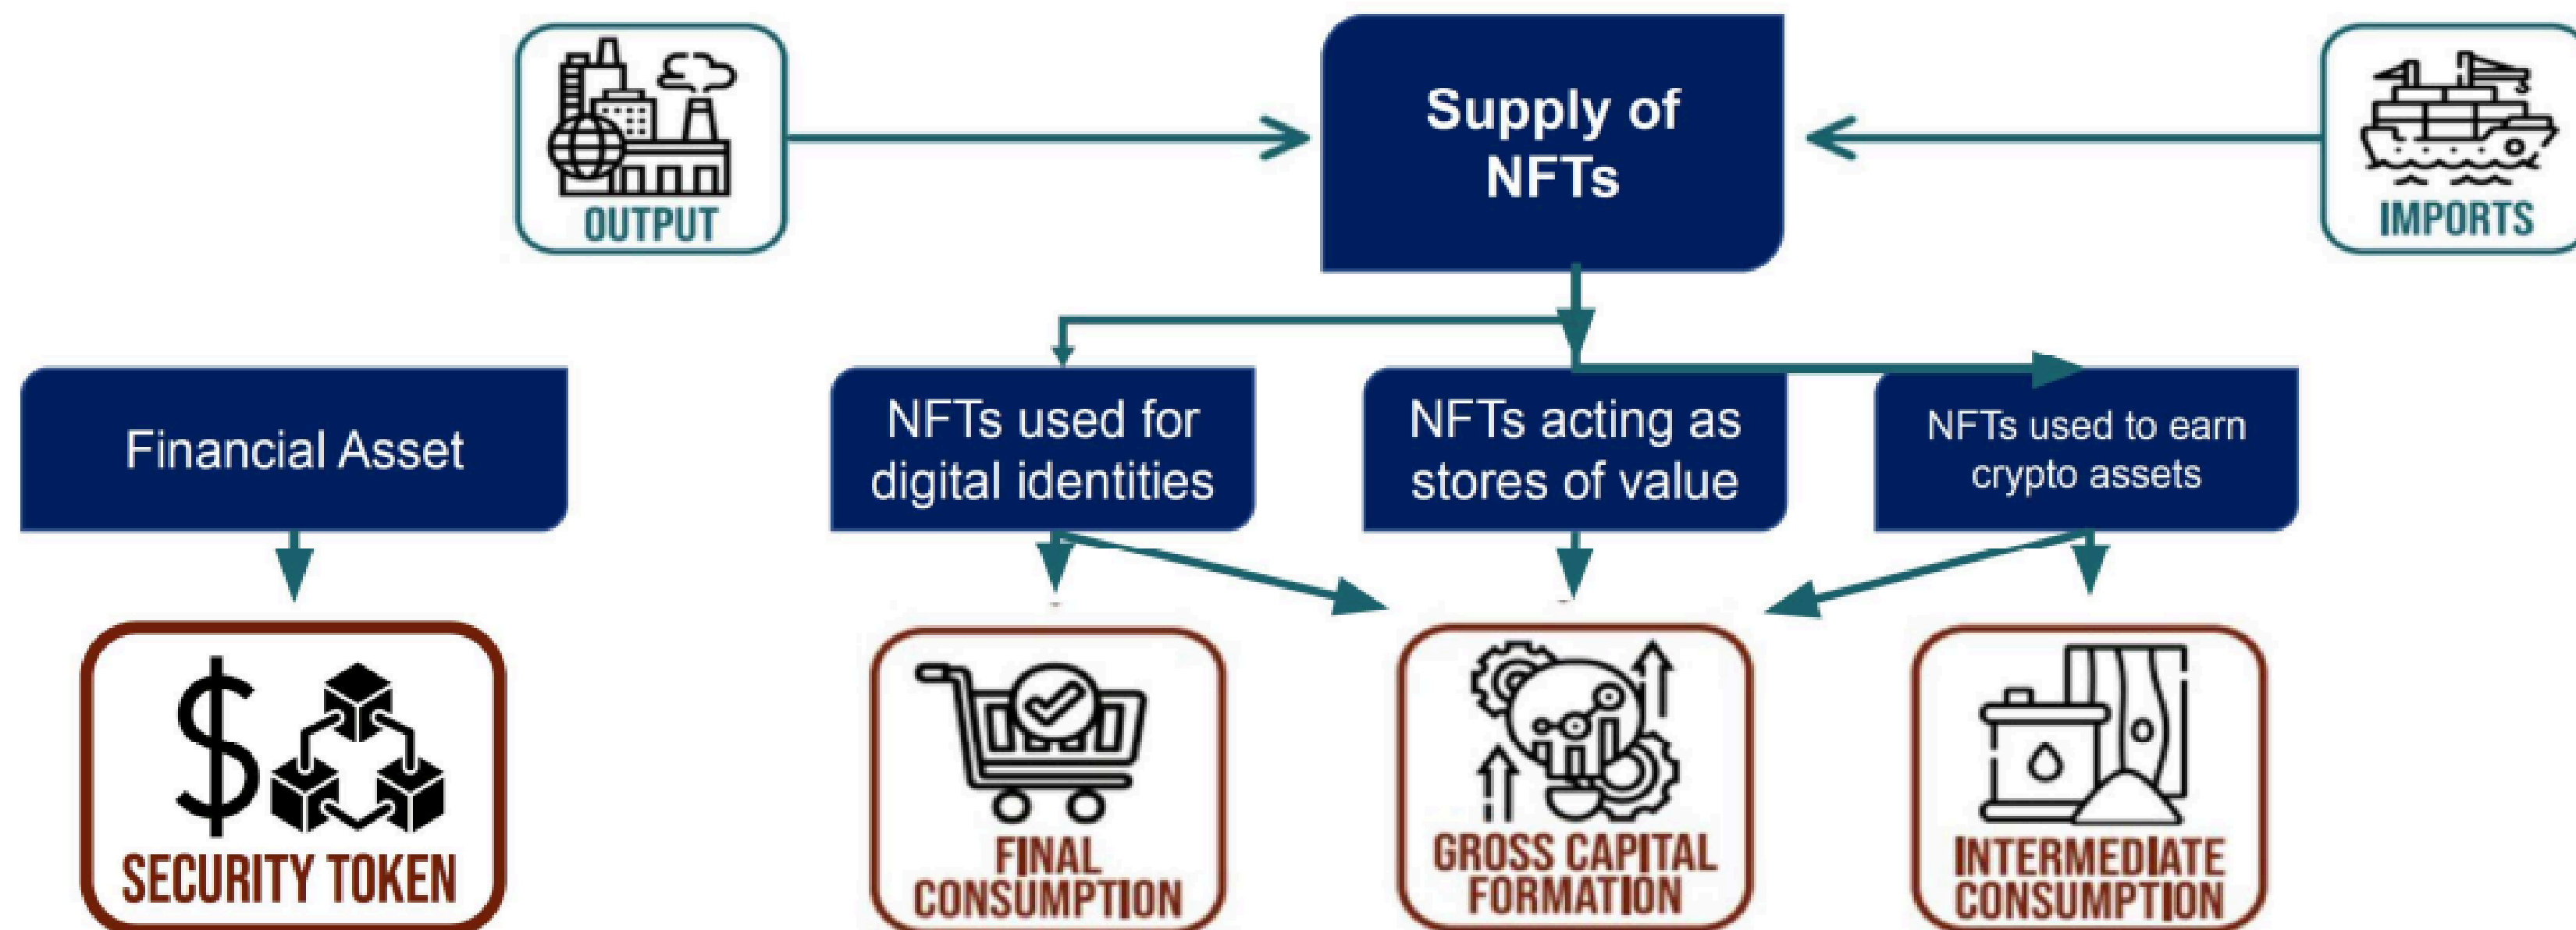 OUTPUT
Supply of
NFTs
IMPORTS
Financial Asset
NFTs used for
digital identities
NFTs acting as
stores of value
NFTs used to earn
crypto assets
SECURITY TOKEN
FINAL
CONSUMPTION
GROSS CAPITAL
FORMATION
INTERMEDIATE
CONSUMPTION